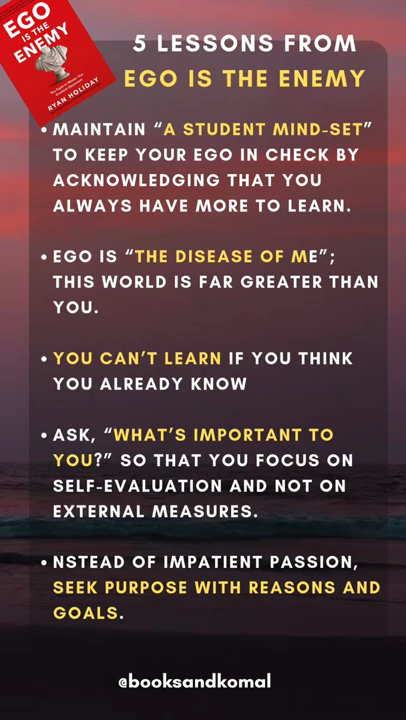 EGO
IS THE
ENEMY
RYAN HOLIDAY
5 LESSONS FROM
EGO IS THE ENEMY
• MAINTAIN “A STUDENT MIND-SET”
TO KEEP YOUR EGO IN CHECK BY
ACKNOWLEDGING THAT YOU
ALWAYS HAVE MORE TO LEARN.
• EGO IS “THE DISEASE OF ME”;
THIS WORLD IS FAR GREATER THAN
YOU.
• YOU CAN’T LEARN IF YOU THINK
YOU ALREADY KNOW
• ASK, “WHAT’S IMPORTANT TO
YOU?” SO THAT YOU FOCUS ON
SELF-EVALUATION AND NOT ON
EXTERNAL MEASURES.
• NSTEAD OF IMPATIENT PASSION,
SEEK PURPOSE WITH REASONS AND
GOALS.
@booksandkomal